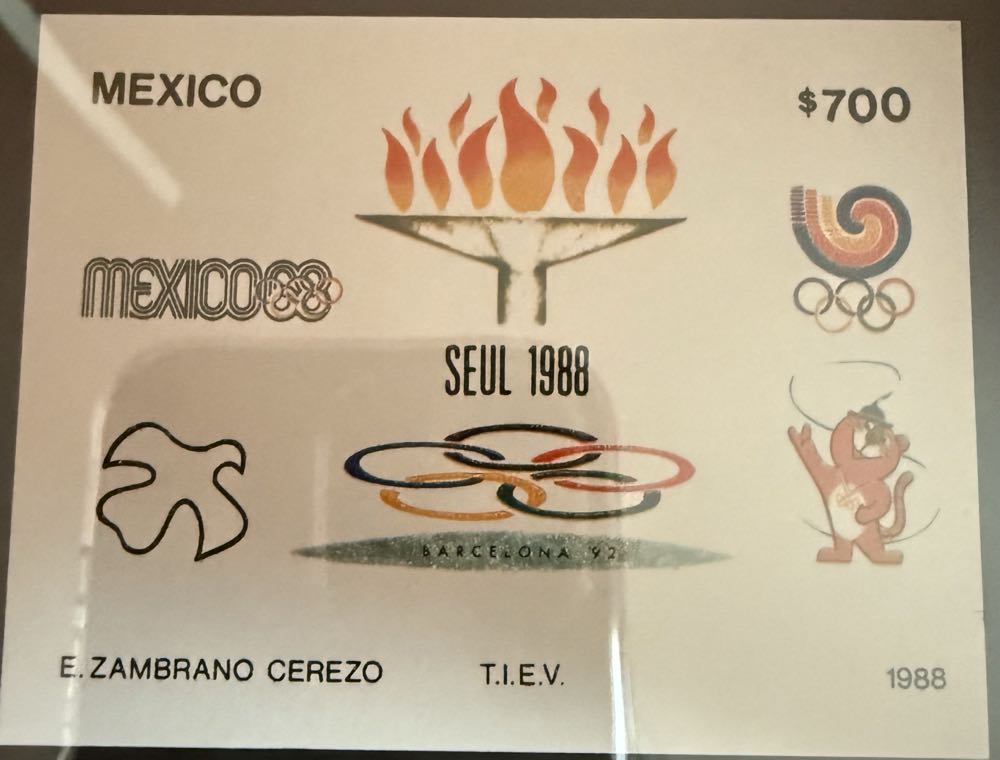 MEXICO
$700
MEXICO68
SEUL 1988
BARCELONA '92
E. ZAMBRANO CEREZO
T.I.E.V.
1988